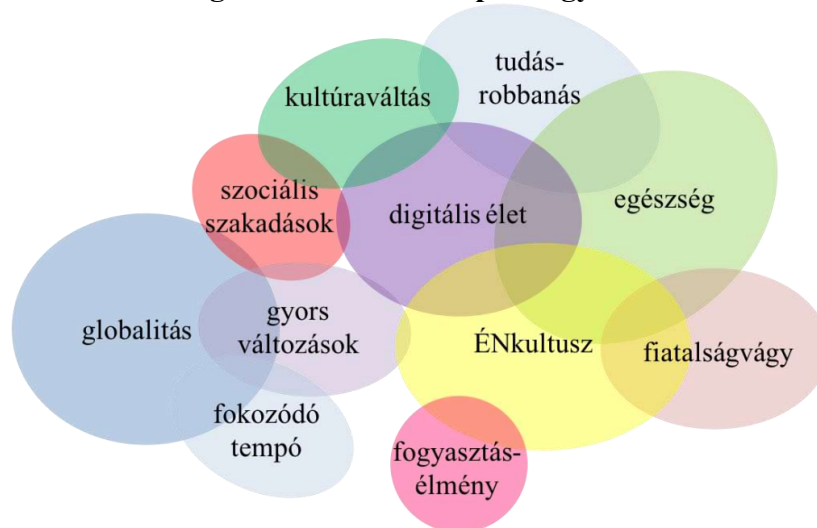 tudás-
robbanás
kultúraváltás
szociális
szakadások
digitális élet
egészség
globalitás
gyors
változások
ÉNkultusz
fiatalságvágy
fokozódó
tempó
fogyasztás-
élmény